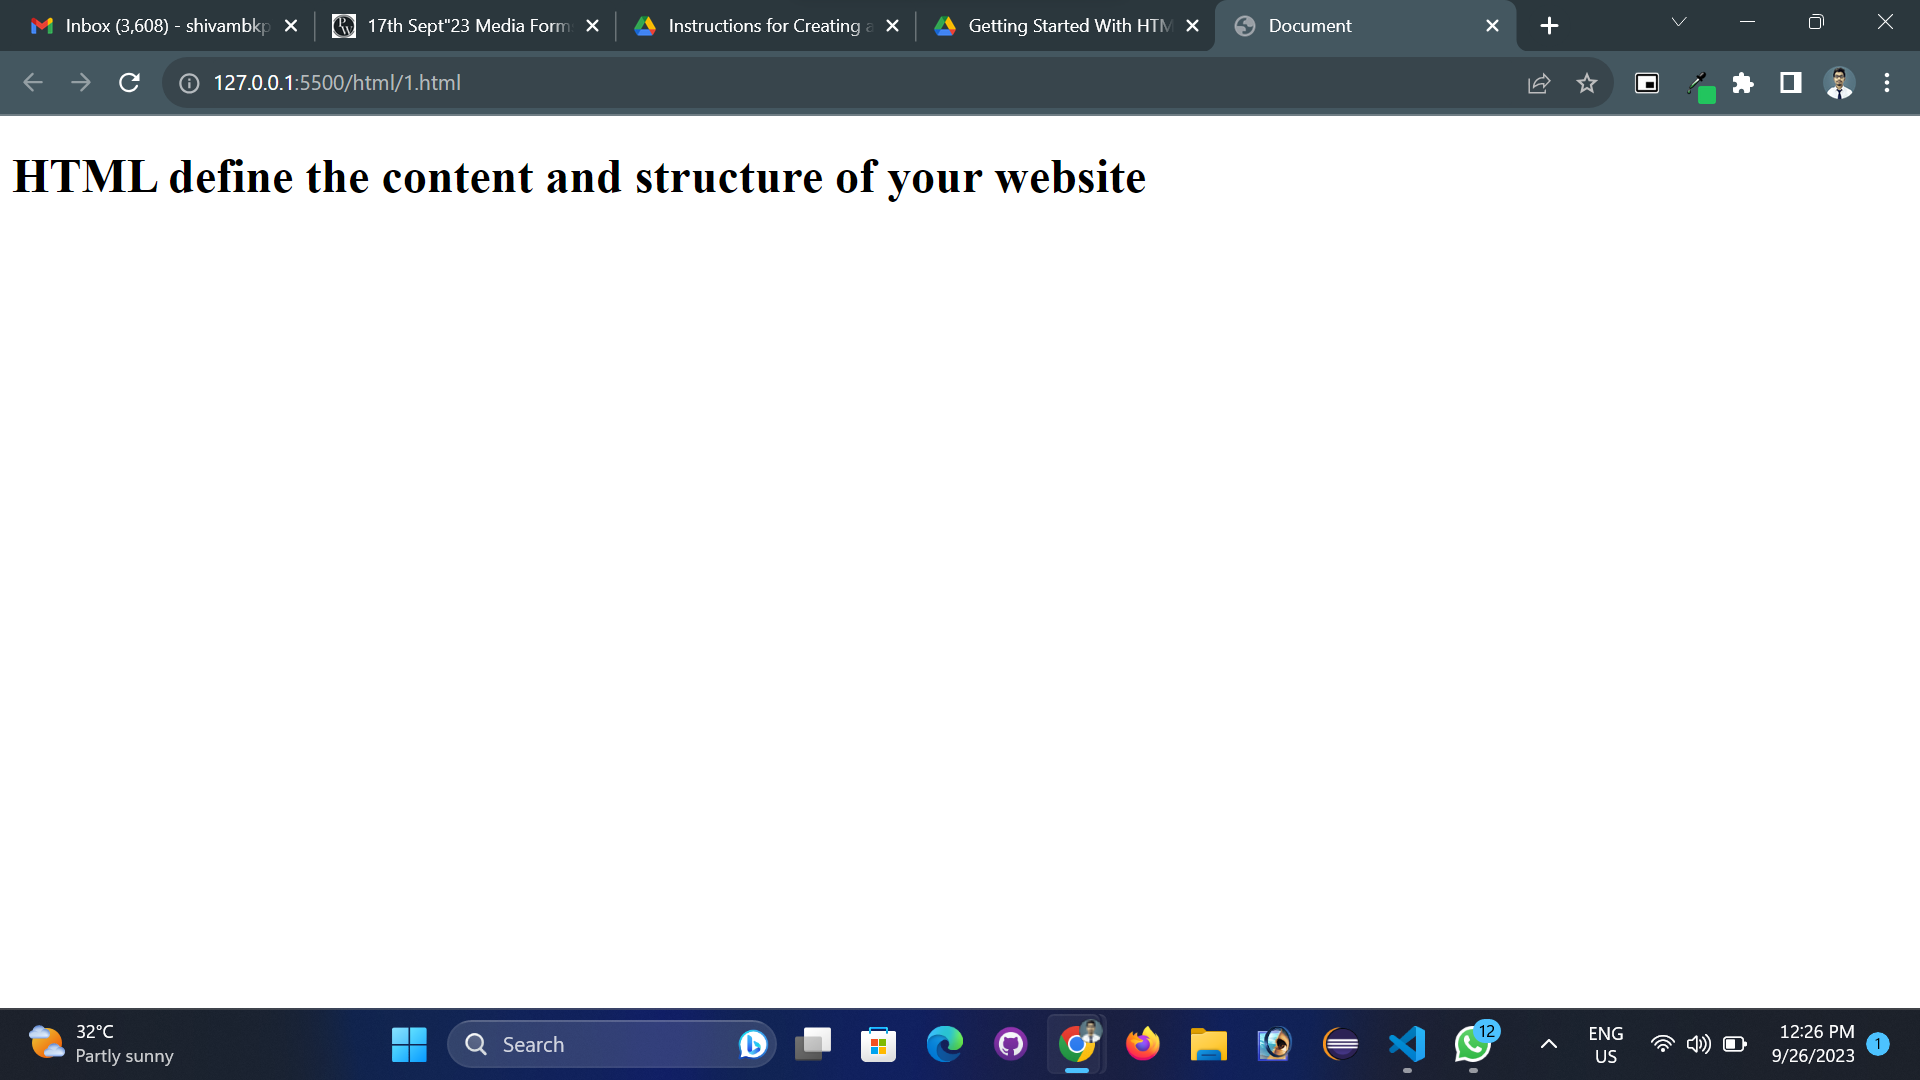 Inbox (3,608) - shivambkp
17th Sept"23 Media Form
Instructions for Creating a
Getting Started With HTM
Document
127.0.0.1:5500/html/1.html
HTML define the content and structure of your website
32°C
Partly sunny
Search
12
ENG
US
12:26 PM
9/26/2023
1